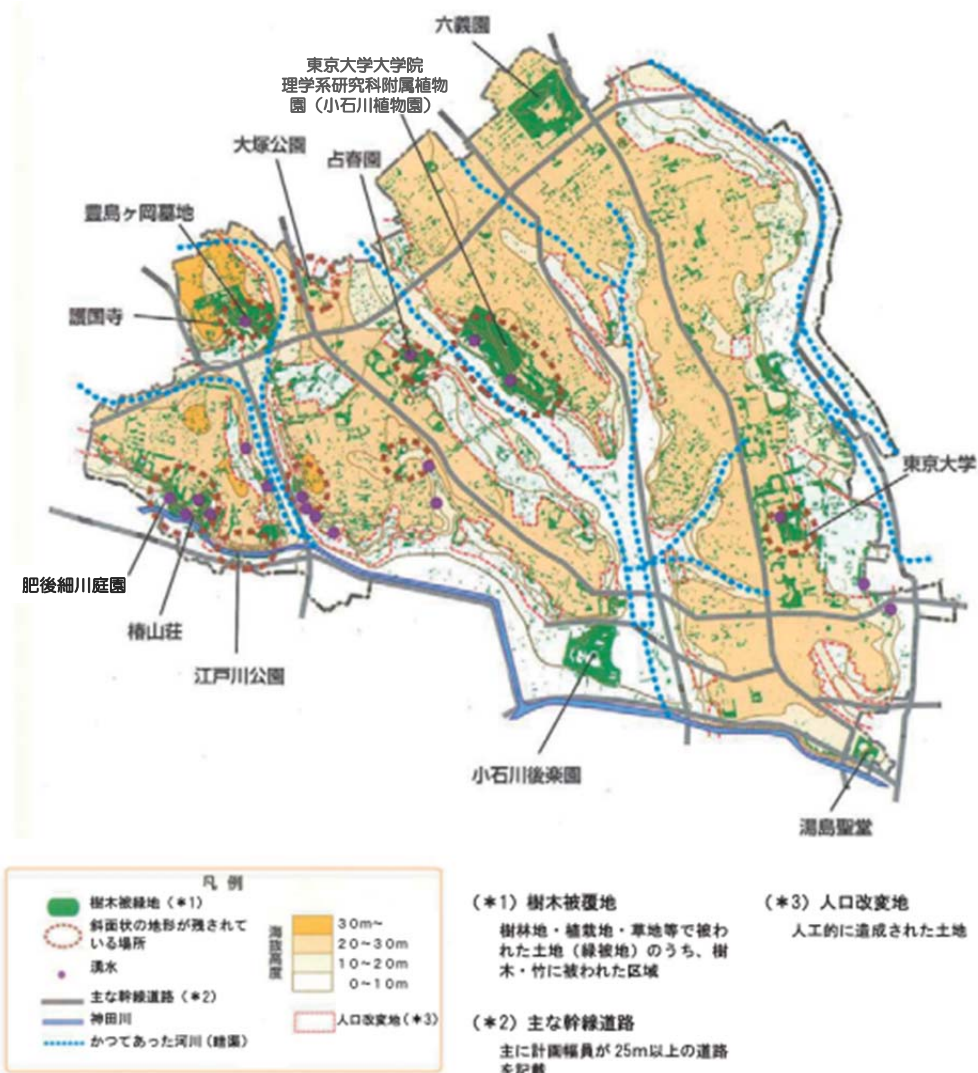 六義園
東京大学大学院
理学系研究科附属植物
園（小石川植物園）
大塚公園
占春園
豊島ヶ岡墓地
護国寺
東京大学
肥後細川庭園
椿山荘
江戸川公園
小石川後楽園
湯島聖堂
凡 例
樹木被緑地（＊1）
斜面状の地形が残されて
いる場所
湧水
主な幹線道路（＊2）
神田川
かつてあった河川（暗渠）
海抜高度
30m～
20～30m
10～20m
0～10m
人口改変地（＊3）
（＊1）樹木被覆地
樹林地・植栽地・草地等で被わ
れた土地（緑被地）のうち、樹
木・竹に被われた区域
（＊2）主な幹線道路
主に計画幅員が25m以上の道路
を記載
（＊3）人口改変地
人工的に造成された土地